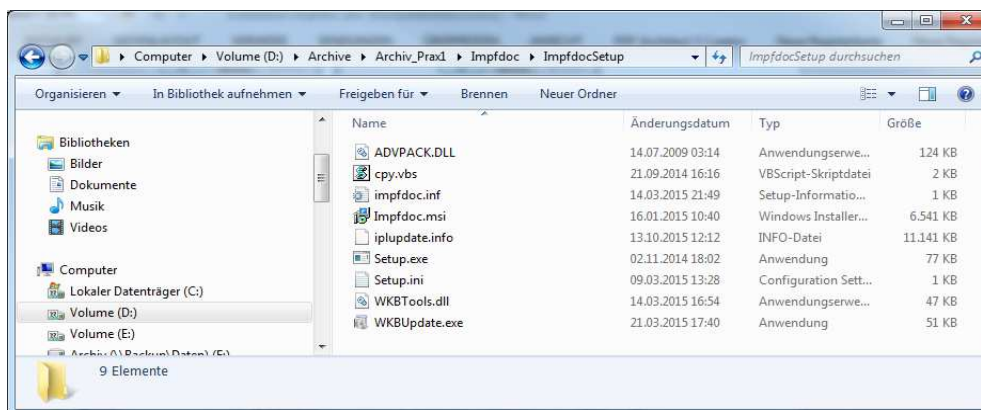 Computer ▸ Volume (D:) ▸ Archive ▸ Archiv_Prax1 ▸ Impfdoc ▸ ImpfdocSetup
ImpfdocSetup durchsuchen
Organisieren ▾ In Bibliothek aufnehmen ▾ Freigeben für ▾ Brennen Neuer Ordner
Bibliotheken
Bilder
Dokumente
Musik
Videos
Computer
Lokaler Datenträger (C:)
Volume (D:)
Volume (E:)
Archiv (\\Backup\Daten) (F:)
Name Änderungsdatum Typ Größe
ADVPACK.DLL 14.07.2009 03:14 Anwendungserwe... 124 KB
cpy.vbs 21.09.2014 16:16 VBScript-Skriptdatei 2 KB
impfdoc.inf 14.03.2015 21:49 Setup-Informatio... 1 KB
Impfdoc.msi 16.01.2015 10:40 Windows Installer... 6.541 KB
iplupdate.info 13.10.2015 12:12 INFO-Datei 11.141 KB
Setup.exe 02.11.2014 18:02 Anwendung 77 KB
Setup.ini 09.03.2015 13:28 Configuration Sett... 1 KB
WKBTools.dll 14.03.2015 16:54 Anwendungserwe... 47 KB
WKBUpdate.exe 21.03.2015 17:40 Anwendung 51 KB
9 Elemente